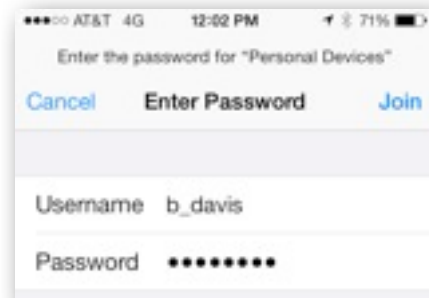 AT&T 4G 12:02 PM 71%
Enter the password for "Personal Devices"
Cancel Enter Password Join
Username b_davis
Password ••••••••